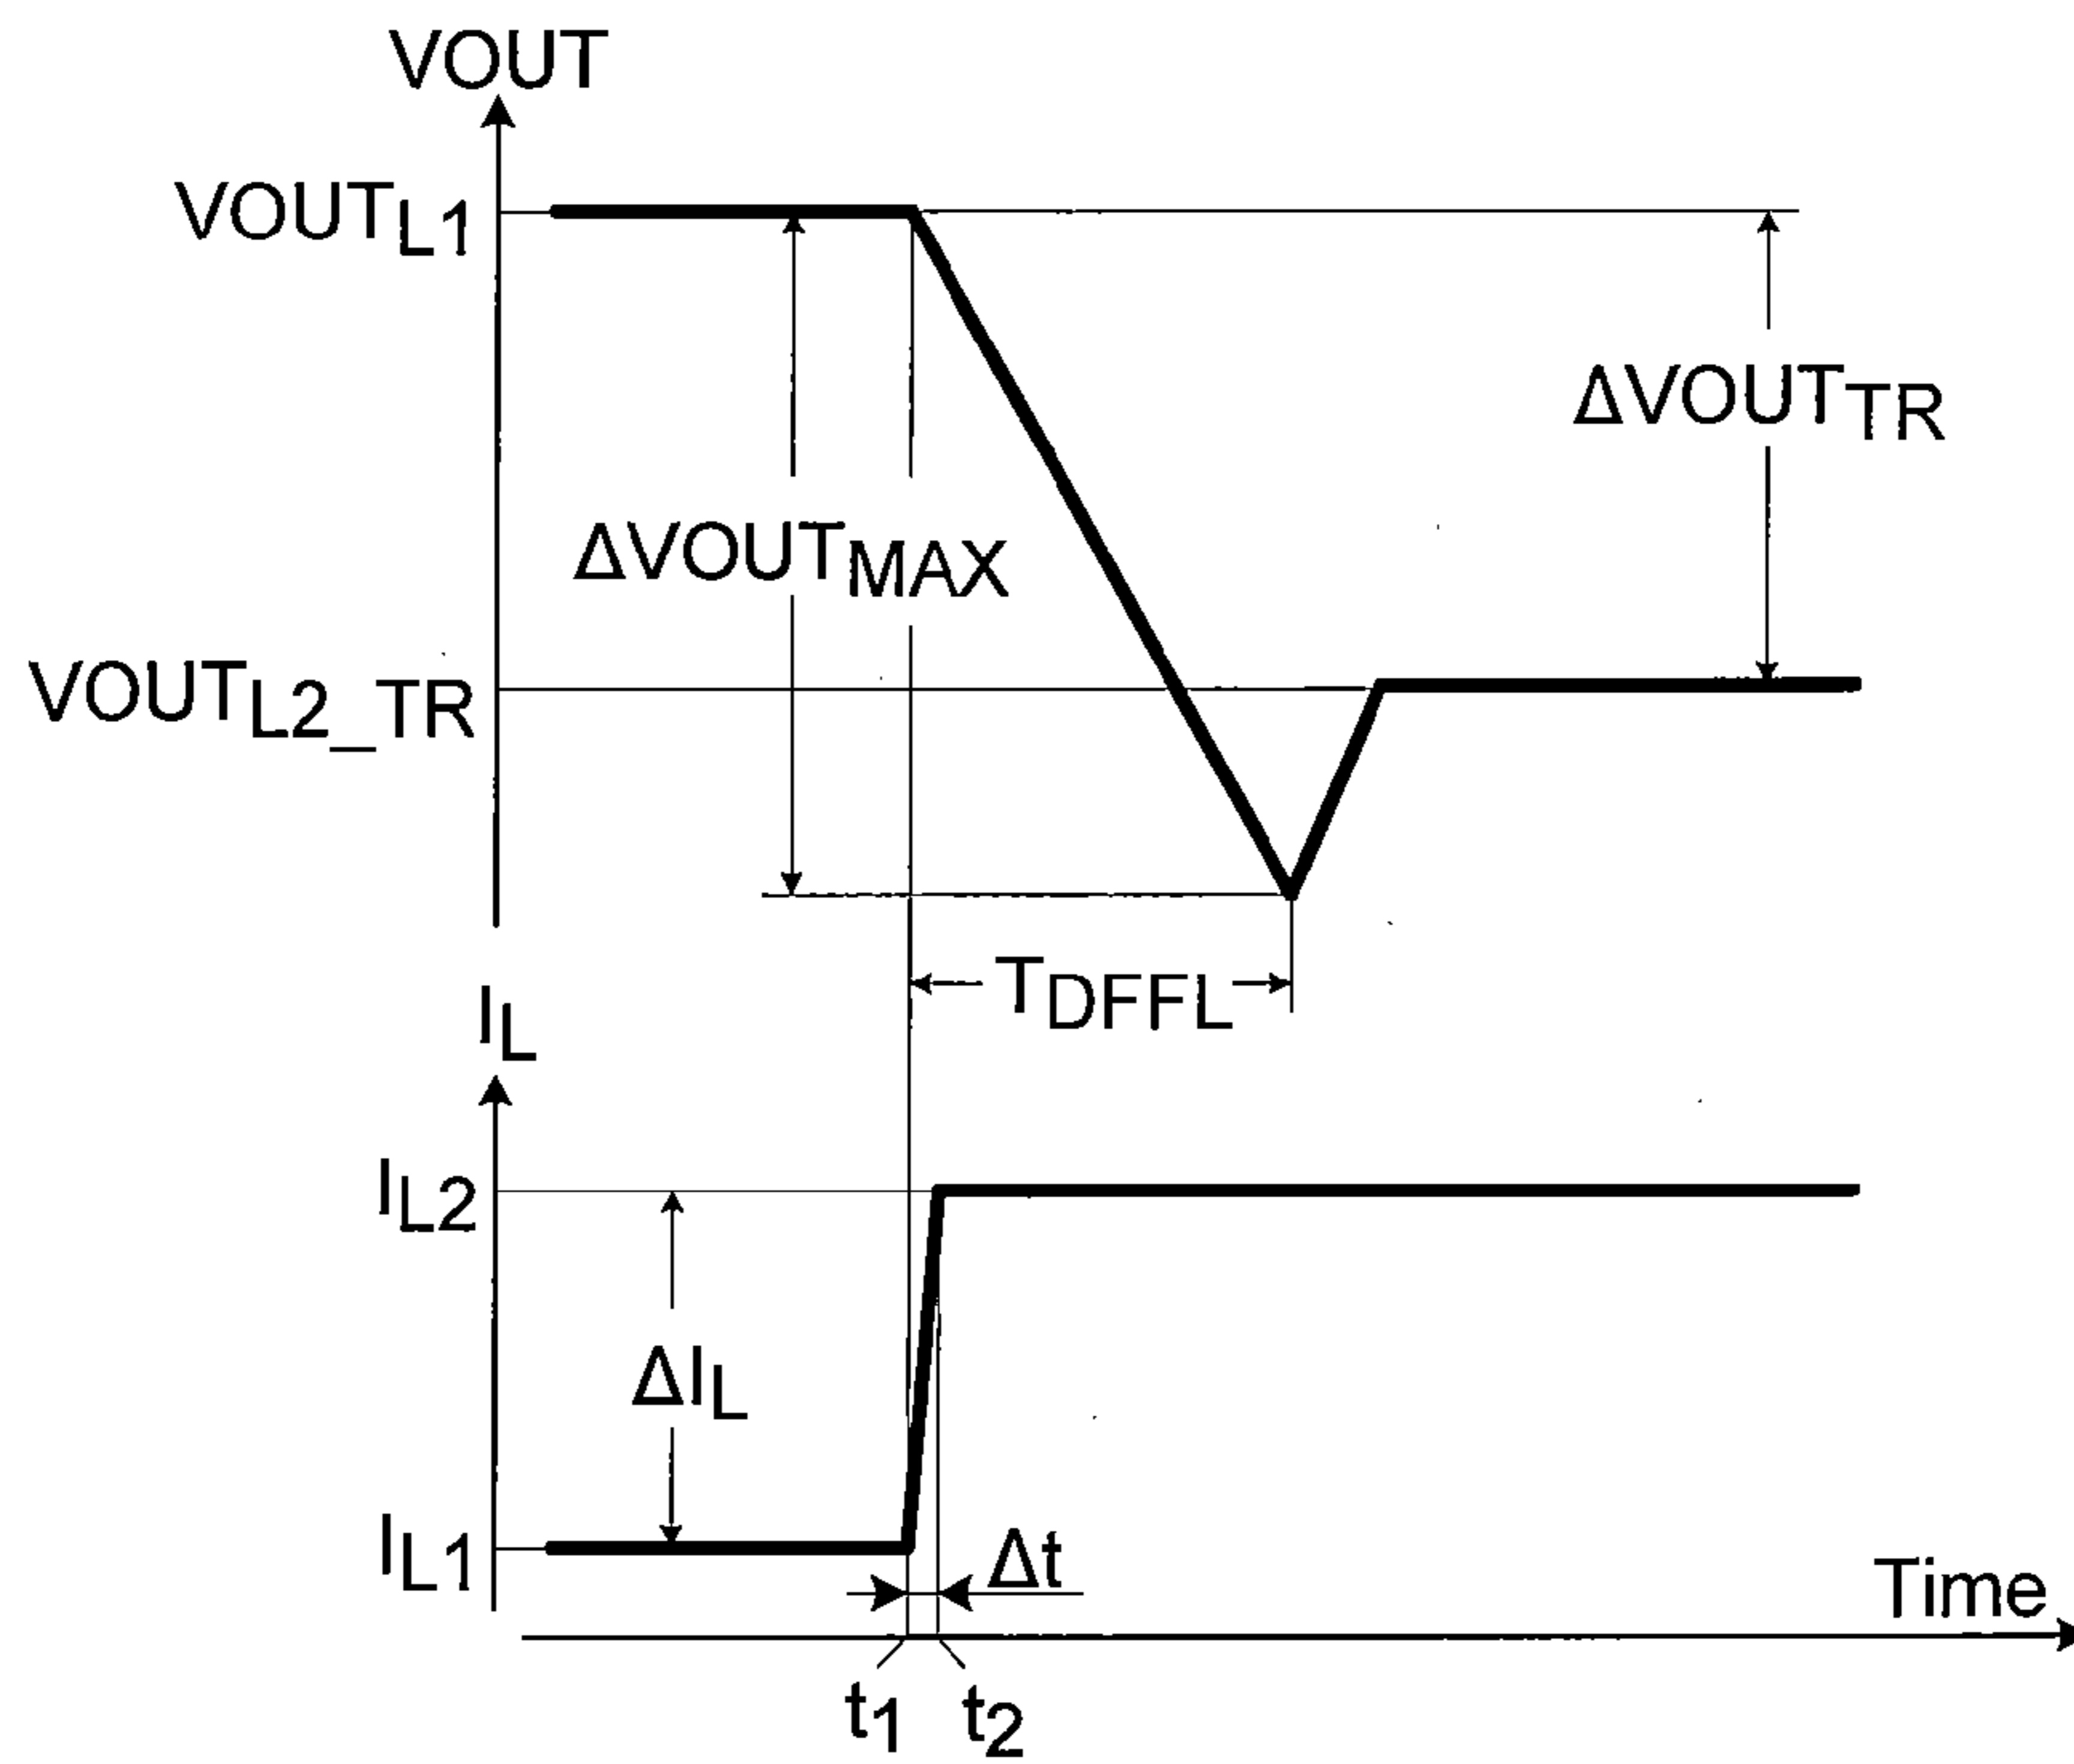 VOUT
VOUTL1
ΔVOUTTR
ΔVOUTMAX
VOUTL2_TR
TDFFL
IL
IL2
ΔIL
IL1
Δt
Time
t1
t2